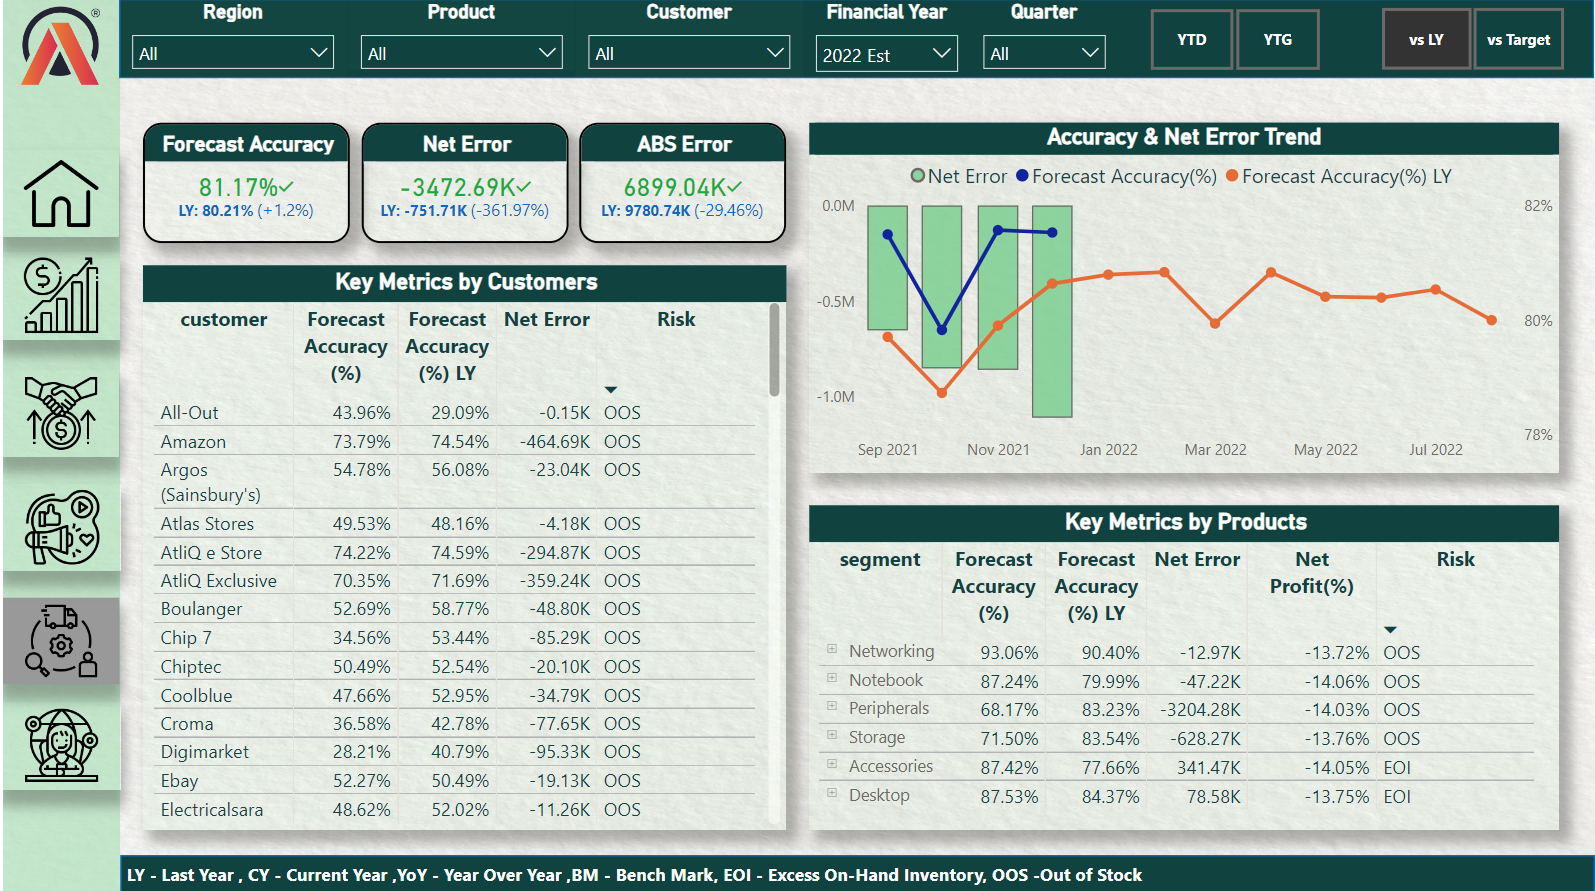 Region Product Customer Financial Year Quarter
All All All 2022 Est All YTD YTG vs LY vs Target
®
Forecast Accuracy
81.17%✓
LY: 80.21% (+1.2%)
Net Error
-3472.69K✓
LY: -751.71K (-361.97%)
ABS Error
6899.04K✓
LY: 9780.74K (-29.46%)
Key Metrics by Customers
customer Forecast Accuracy (%) Forecast Accuracy (%) LY Net Error Risk
All-Out 43.96% 29.09% -0.15K OOS
Amazon 73.79% 74.54% -464.69K OOS
Argos 54.78% 56.08% -23.04K OOS
(Sainsbury's)
Atlas Stores 49.53% 48.16% -4.18K OOS
AtliQ e Store 74.22% 74.59% -294.87K OOS
AtliQ Exclusive 70.35% 71.69% -359.24K OOS
Boulanger 52.69% 58.77% -48.80K OOS
Chip 7 34.56% 53.44% -85.29K OOS
Chiptec 50.49% 52.54% -20.10K OOS
Coolblue 47.66% 52.95% -34.79K OOS
Croma 36.58% 42.78% -77.65K OOS
Digimarket 28.21% 40.79% -95.33K OOS
Ebay 52.27% 50.49% -19.13K OOS
Electricalsara 48.62% 52.02% -11.26K OOS
Accuracy & Net Error Trend
Net Error Forecast Accuracy(%) Forecast Accuracy(%) LY
0.0M 82%
-0.5M 80%
-1.0M 78%
Sep 2021 Nov 2021 Jan 2022 Mar 2022 May 2022 Jul 2022
Key Metrics by Products
segment Forecast Accuracy (%) Forecast Accuracy (%) LY Net Error Net Profit(%) Risk
Networking 93.06% 90.40% -12.97K -13.72% OOS
Notebook 87.24% 79.99% -47.22K -14.06% OOS
Peripherals 68.17% 83.23% -3204.28K -14.03% OOS
Storage 71.50% 83.54% -628.27K -13.76% OOS
Accessories 87.42% 77.66% 341.47K -14.05% EOI
Desktop 87.53% 84.37% 78.58K -13.75% EOI
LY - Last Year , CY - Current Year ,YoY - Year Over Year ,BM - Bench Mark, EOI - Excess On-Hand Inventory, OOS -Out of Stock